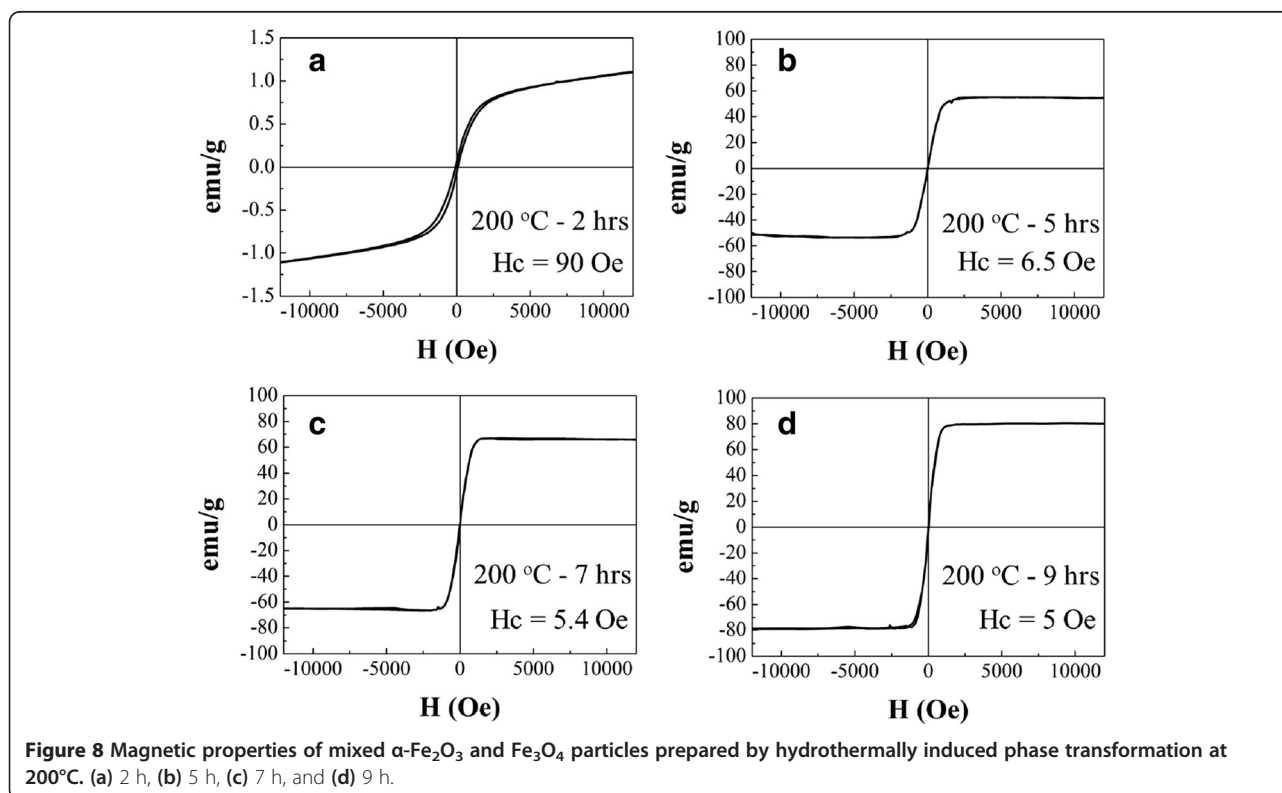 a
1.5
1.0
0.5
0.0
-0.5
-1.0
-1.5
emu/g
200 °C - 2 hrs
Hc = 90 Oe
-10000 -5000 0 5000 10000
H (Oe)
b
100
80
60
40
20
0
-20
-40
-60
-80
-100
emu/g
200 °C - 5 hrs
Hc = 6.5 Oe
-10000 -5000 0 5000 10000
H (Oe)
c
100
80
60
40
20
0
-20
-40
-60
-80
-100
emu/g
200 °C - 7 hrs
Hc = 5.4 Oe
-10000 -5000 0 5000 10000
H (Oe)
d
100
80
60
40
20
0
-20
-40
-60
-80
-100
emu/g
200 °C - 9 hrs
Hc = 5 Oe
-10000 -5000 0 5000 10000
H (Oe)
Figure 8 Magnetic properties of mixed α-Fe₂O₃ and Fe₃O₄ particles prepared by hydrothermally induced phase transformation at
200°C. (a) 2 h, (b) 5 h, (c) 7 h, and (d) 9 h.